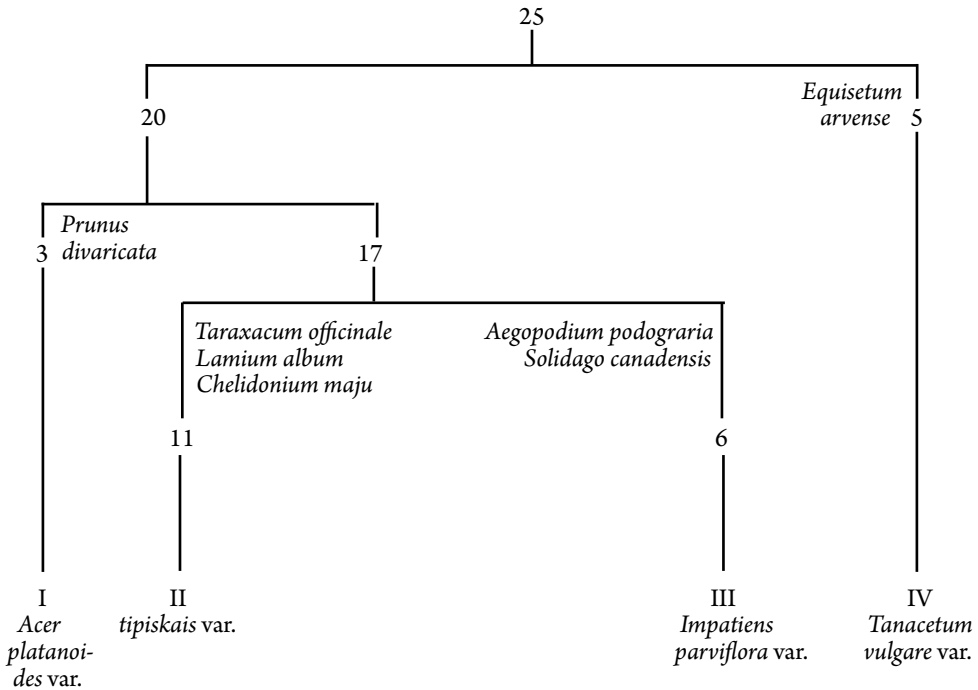 25
20
Equisetum
arvense 5
Prunus
3 divaricata
17
Taraxacum officinale
Lamium album
Chelidonium maju
Aegopodium podograria
Solidago canadensis
11
6
I
Acer
platanoi-
des var.
II
tipiskais var.
III
Impatiens
parviflora var.
IV
Tanacetum
vulgare var.